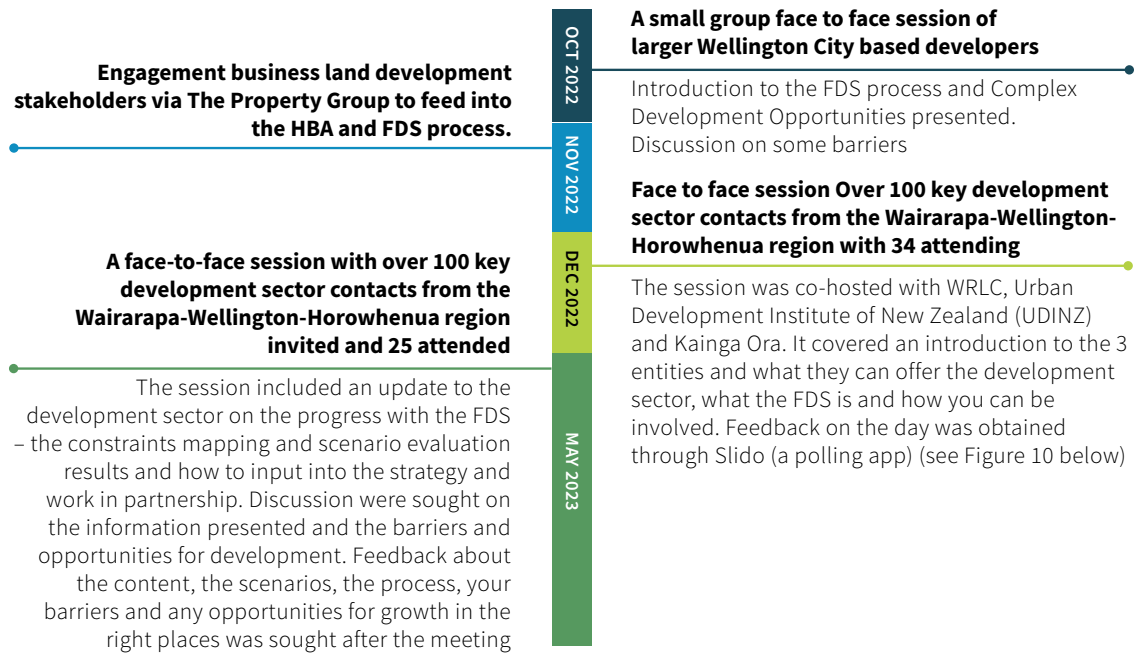 OCT 2022
A small group face to face session of
larger Wellington City based developers
Introduction to the FDS process and Complex
Development Opportunities presented.
Discussion on some barriers
NOV 2022
Engagement business land development
stakeholders via The Property Group to feed into
the HBA and FDS process.
DEC 2022
Face to face session Over 100 key development
sector contacts from the Wairarapa-Wellington-
Horowhenua region with 34 attending
The session was co-hosted with WRLC, Urban
Development Institute of New Zealand (UDINZ)
and Kainga Ora. It covered an introduction to the 3
entities and what they can offer the development
sector, what the FDS is and how you can be
involved. Feedback on the day was obtained
through Slido (a polling app) (see Figure 10 below)
MAY 2023
A face-to-face session with over 100 key
development sector contacts from the
Wairarapa-Wellington-Horowhenua region
invited and 25 attended
The session included an update to the
development sector on the progress with the FDS
– the constraints mapping and scenario evaluation
results and how to input into the strategy and
work in partnership. Discussion were sought on
the information presented and the barriers and
opportunities for development. Feedback about
the content, the scenarios, the process, your
barriers and any opportunities for growth in the
right places was sought after the meeting